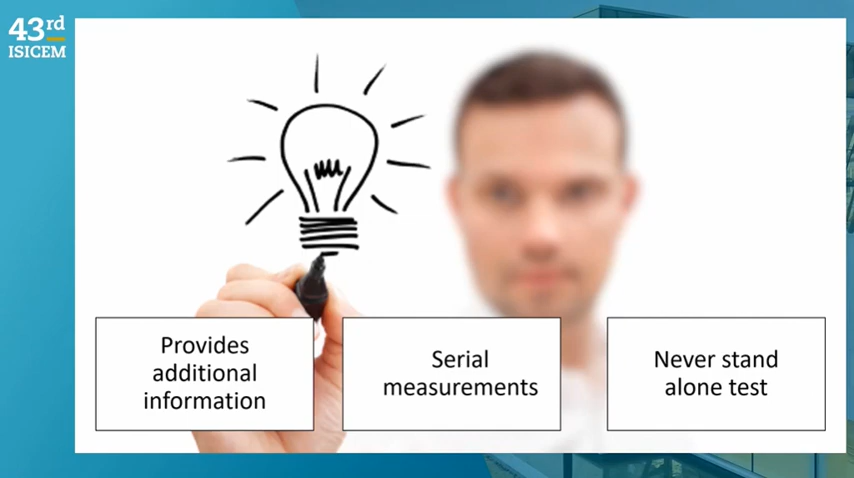 43rd
ISICEM
Provides
additional
information
Serial
measurements
Never stand
alone test